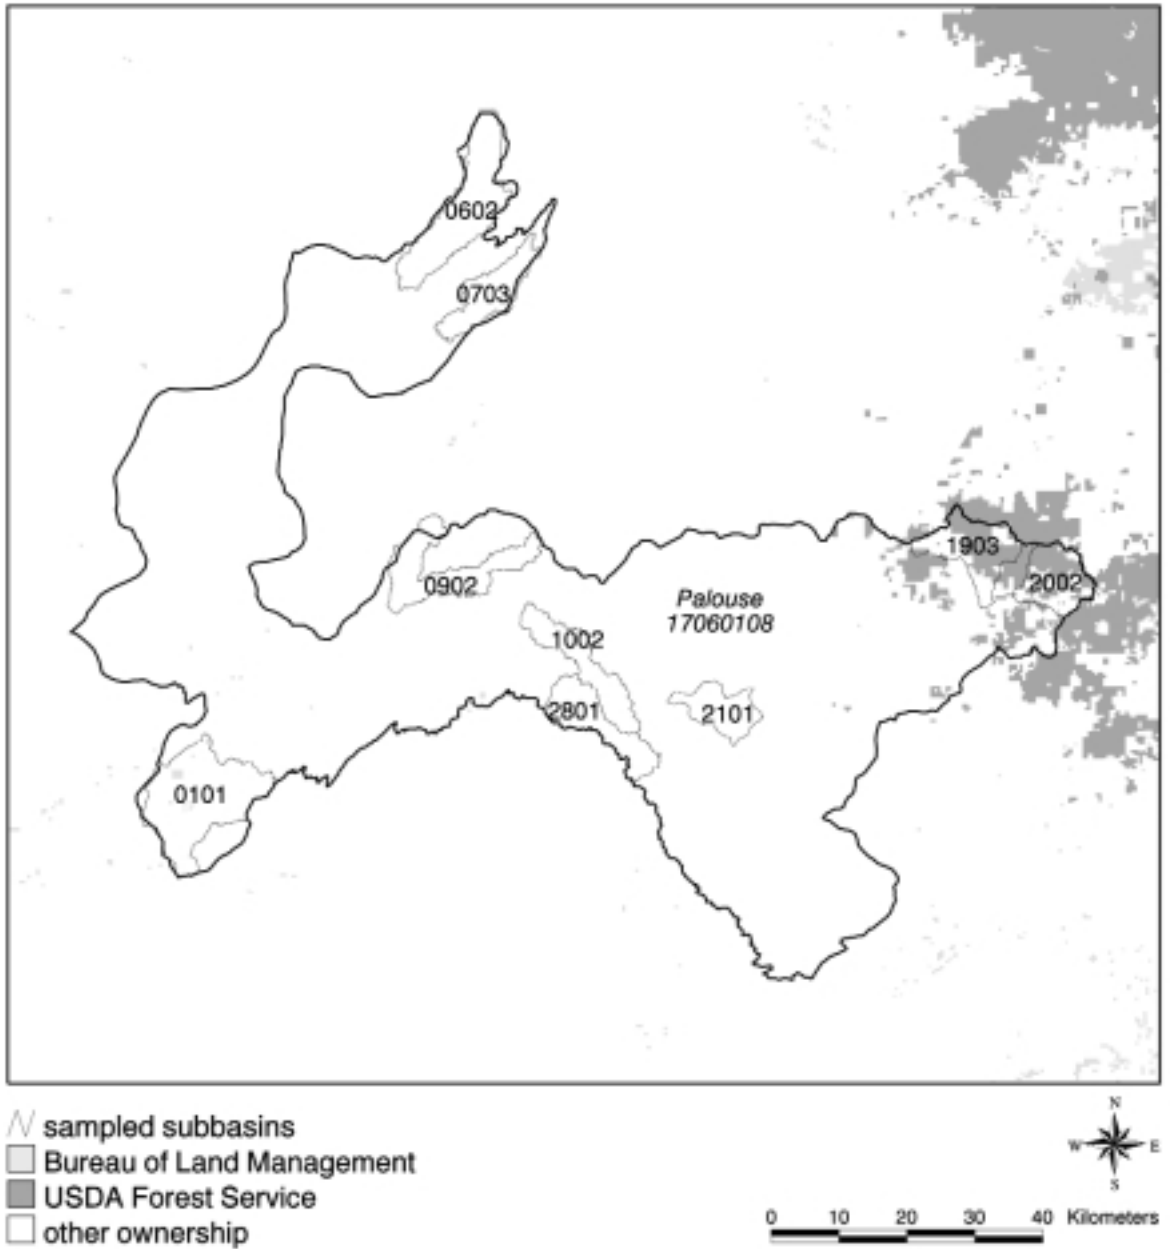 0602
0703
1903
2002
0902
Palouse
17060108
1002
2801
2101
0101
sampled subbasins
Bureau of Land Management
USDA Forest Service
other ownership
N
W E
S
0 10 20 30 40 Kilometers